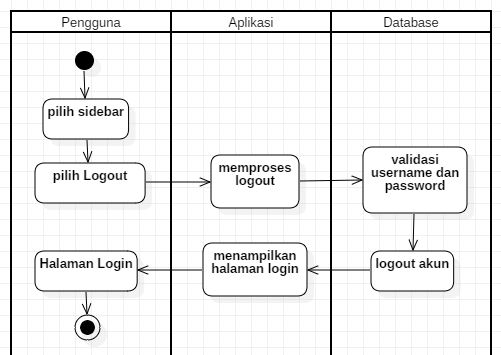 Pengguna
Aplikasi
Database
pilih sidebar
pilih Logout
memproses
logout
validasi
username dan
password
logout akun
menampilkan
halaman login
Halaman Login